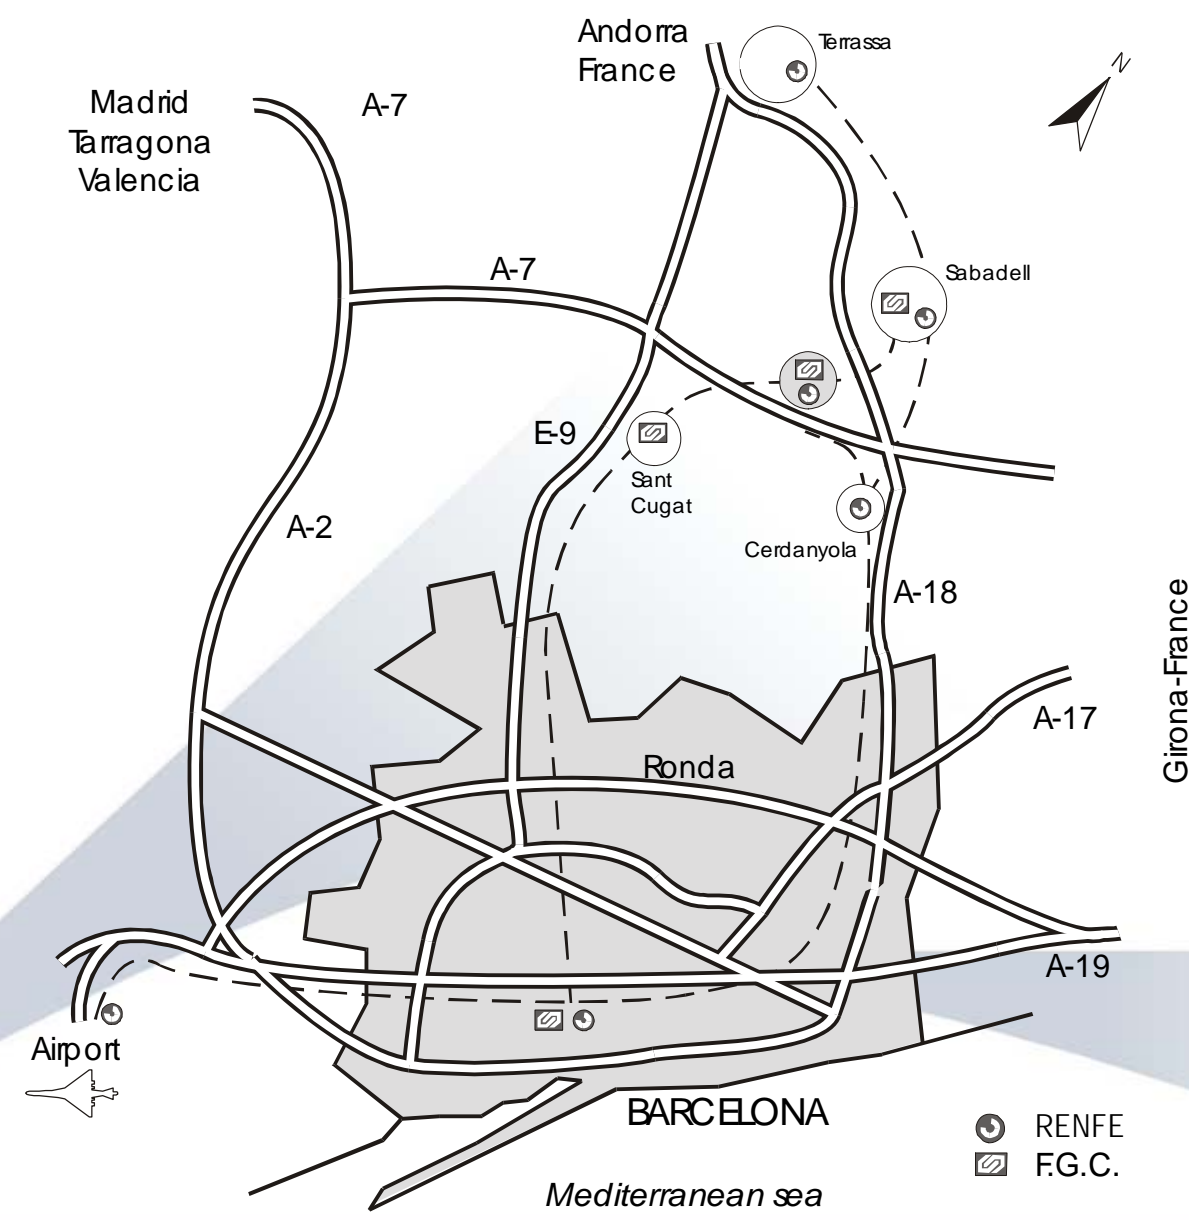 Andorra
France
Terrassa
N
Madrid
Tarragona
Valencia
A-7
A-7
Sabadell
E-9
Sant
Cugat
A-2
Cerdanyola
A-18
Girona-France
A-17
Ronda
A-19
Airport
BARCELONA
RENFE
F.G.C.
Mediterranean sea